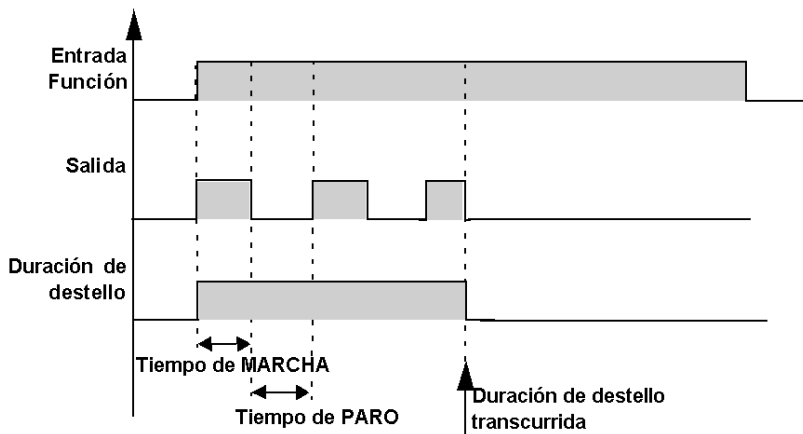 Entrada
Función
Salida
Duración de
destello
Tiempo de MARCHA
Tiempo de PARO
Duración de destello
transcurrida